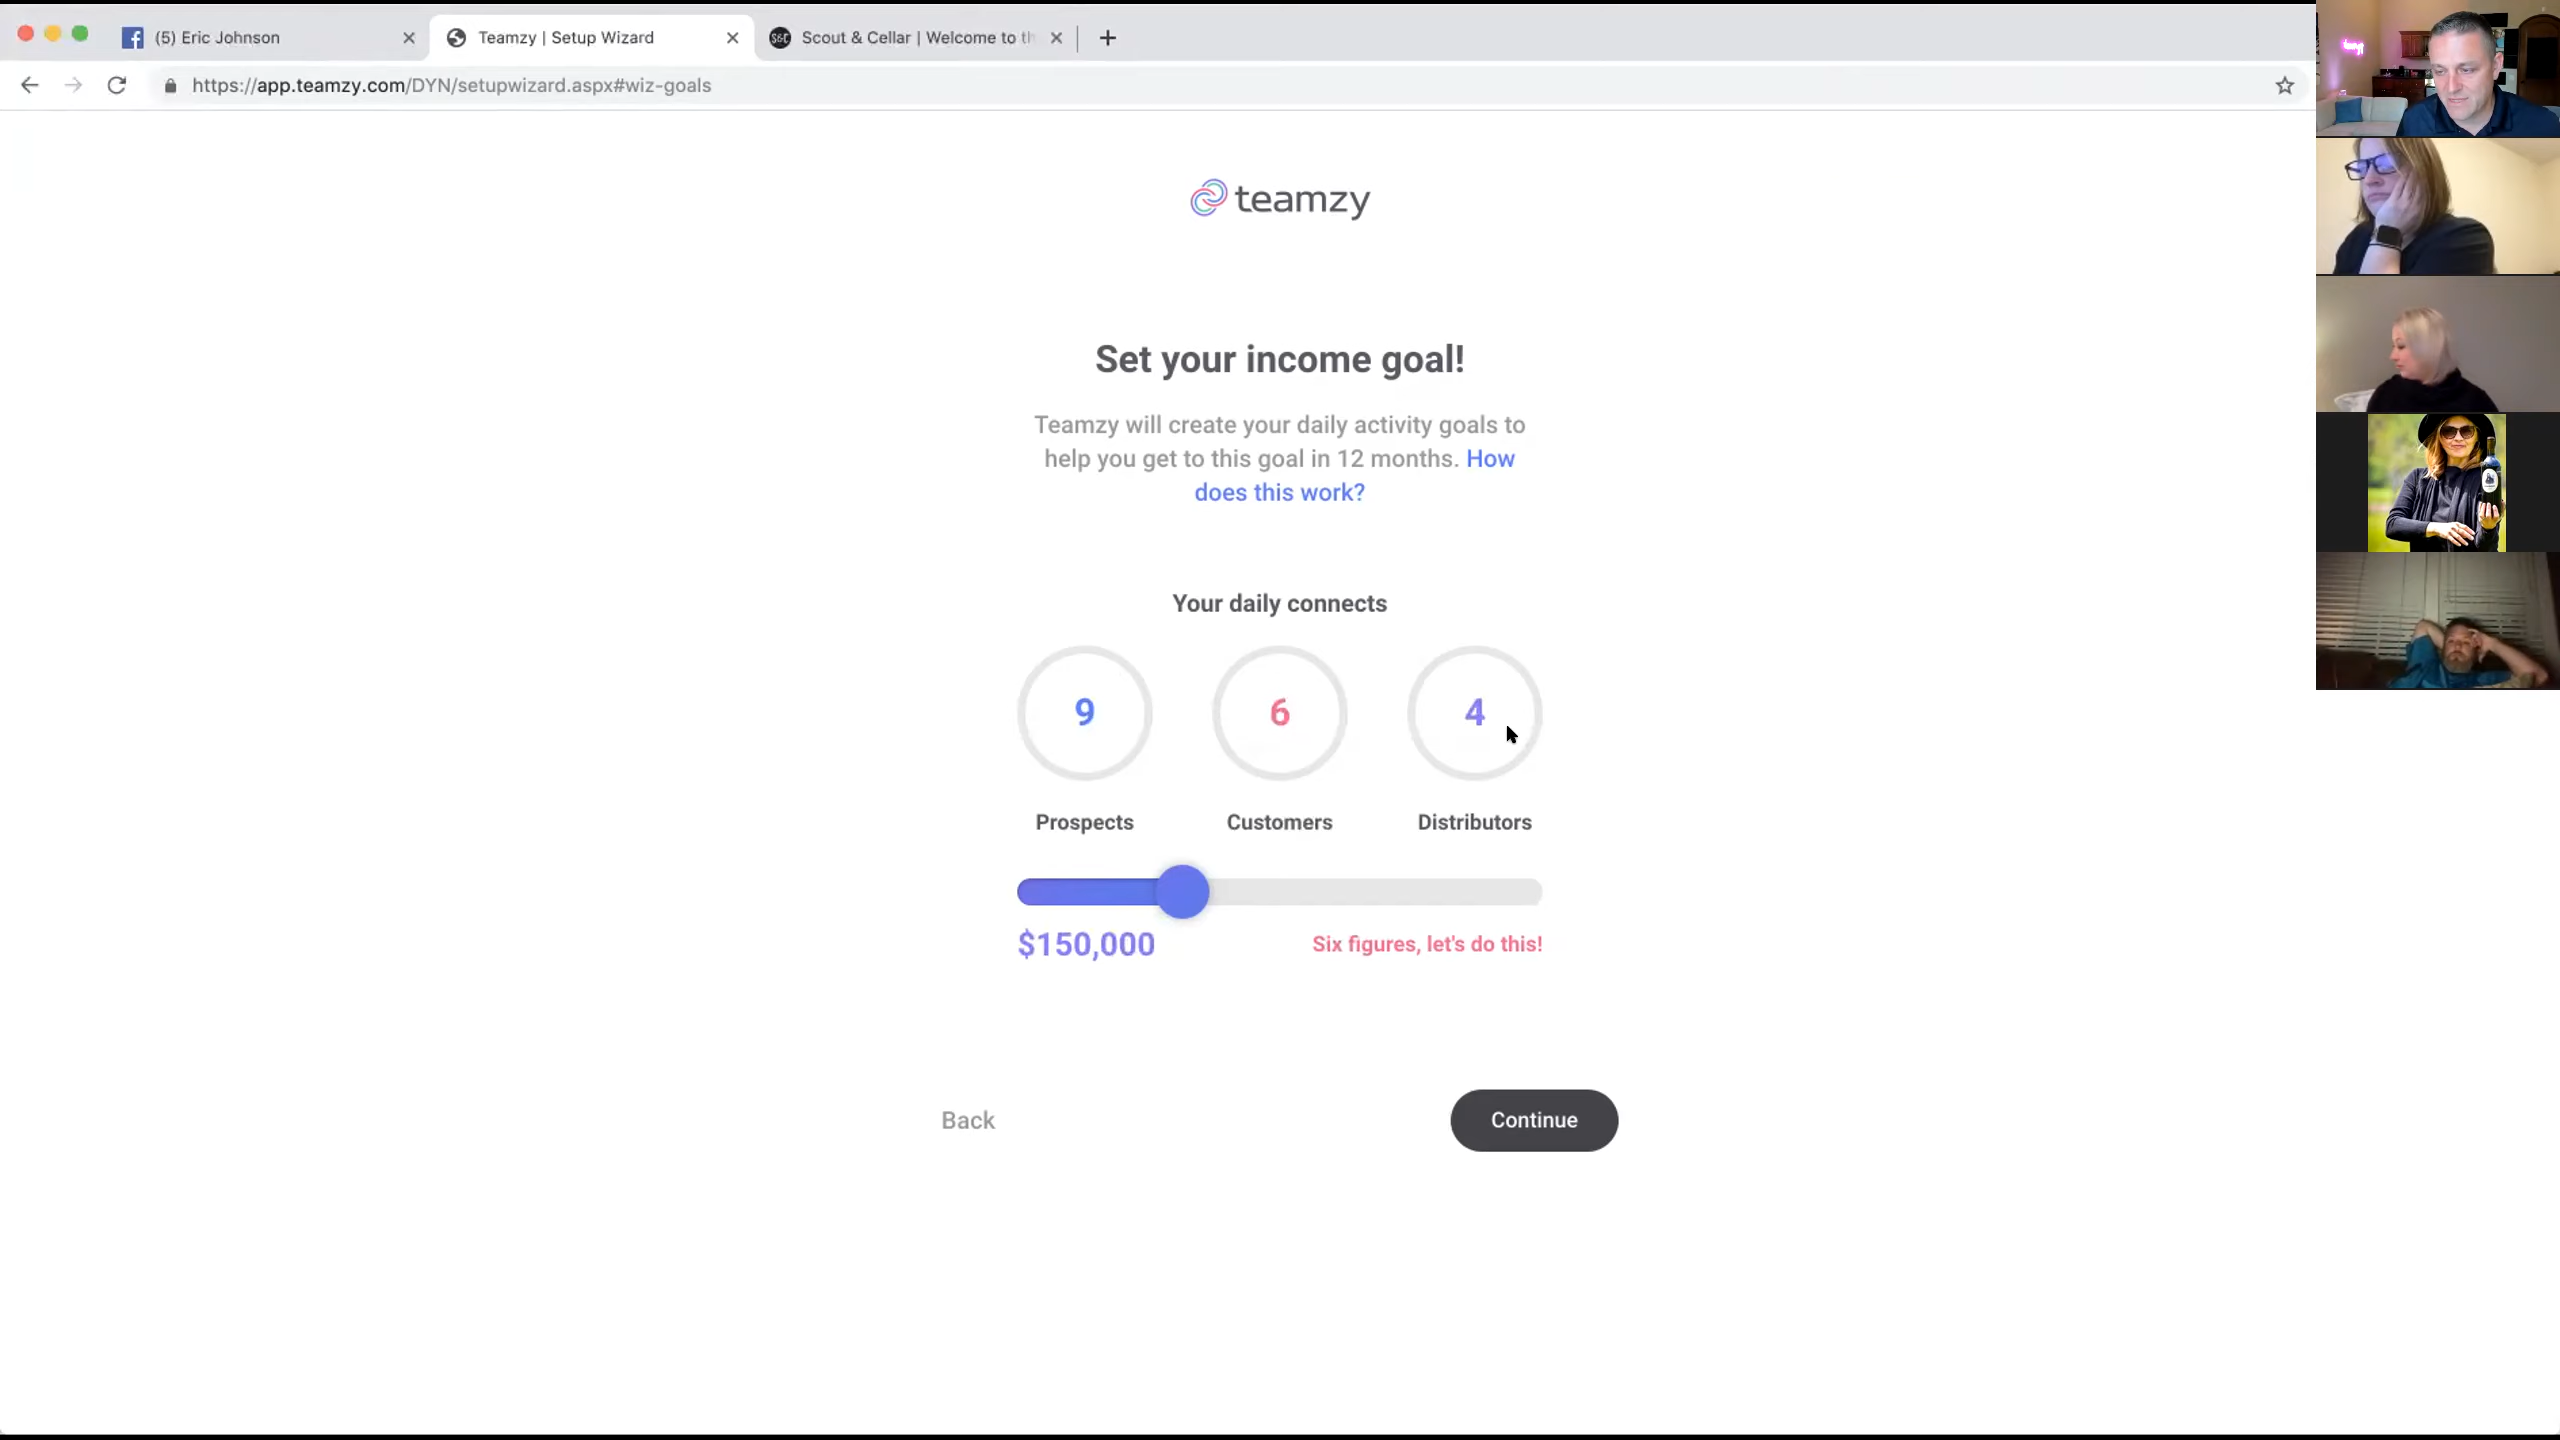 (5) Eric Johnson
Teamzy | Setup Wizard
S&C
Scout & Cellar | Welcome to th
https://app.teamzy.com/DYN/setupwizard.aspx#wiz-goals
teamzy
Set your income goal!
Teamzy will create your daily activity goals to
help you get to this goal in 12 months. How
does this work?
Your daily connects
9
6
4
Prospects
Customers
Distributors
$150,000
Six figures, let's do this!
Back
Continue